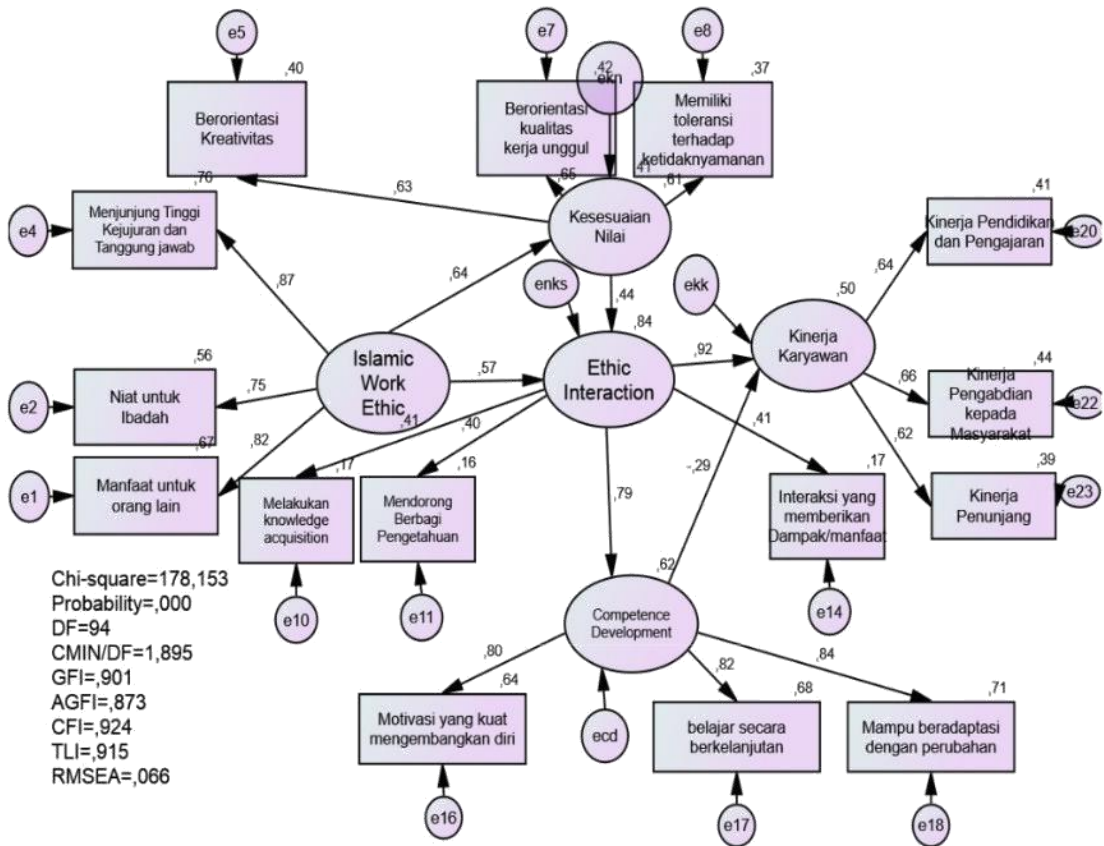 e5
e7
e8
,40
,42
ekn
,37
Berorientasi
Kreativitas
Berorientasi
kualitas
kerja unggul
Memiliki
toleransi
terhadap
ketidaknyamanan
,76
,63
,65
,41
,61
,41
e4
Menjunjung Tinggi
Kejujuran dan
Tanggung jawab
Kesesuaian
Nilai
Kinerja Pendidikan
dan Pengajaran
e20
,87
,64
enks
,44
ekk
,64
,50
,84
,56
Islamic
Work
Ethic
,57
Ethic
Interaction
,92
Kinerja
Karyawan
,44
e2
Niat untuk
Ibadah
,75
,66
Kinerja
Pengabdian
kepada
Masyarakat
e22
,67
,82
,41
,40
,41
,62
e1
Manfaat untuk
orang lain
,17
,16
,79
-,29
,17
,39
Melakukan
knowledge
acquisition
Mendorong
Berbagi
Pengetahuan
Interaksi yang
memberikan
Dampak/manfaat
Kinerja
Penunjang
e23
e10
e11
,62
e14
Competence
Development
Chi-square=178,153
Probability=,000
DF=94
CMIN/DF=1,895
GFI=,901
AGFI=,873
CFI=,924
TLI=,915
RMSEA=,066
,80
,82
,84
,64
,68
,71
Motivasi yang kuat
mengembangkan diri
ecd
belajar secara
berkelanjutan
Mampu beradaptasi
dengan perubahan
e16
e17
e18